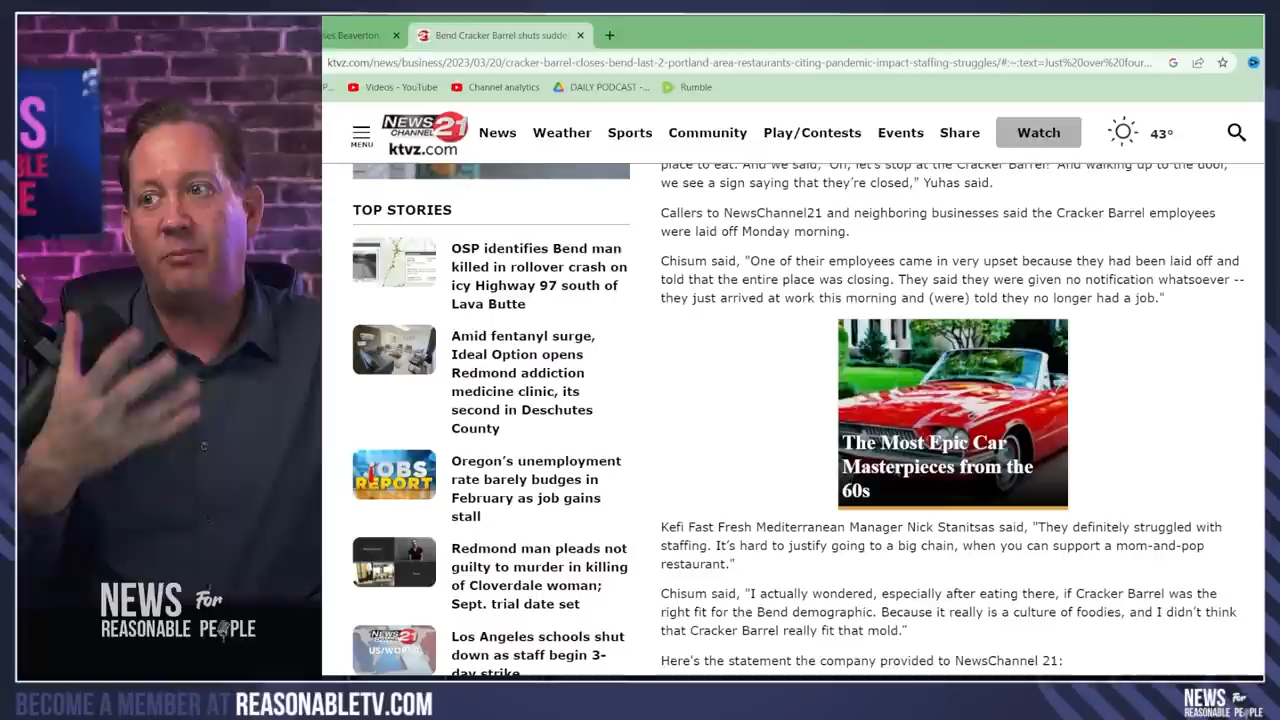 ses Beaverton
Bend Cracker Barrel shuts sudde
ktvz.com/news/business/2023/03/20/cracker-barrel-closes-bend-last-2-portland-area-restaurants-citing-pandemic-impact-staffing-struggles/#:~:text=Just%20over%20four...
P...
Videos - YouTube
Channel analytics
DAILY PODCAST -...
Rumble
MENU
NEWS
CHANNEL 21
ktvz.com
News
Weather
Sports
Community
Play/Contests
Events
Share
Watch
43°
place to eat. And we said, 'Oh, let's stop at the Cracker Barrel!' And walking up to the door,
we see a sign saying that they're closed," Yuhas said.
Callers to NewsChannel21 and neighboring businesses said the Cracker Barrel employees
were laid off Monday morning.
Chisum said, "One of their employees came in very upset because they had been laid off and
told that the entire place was closing. They said they were given no notification whatsoever --
they just arrived at work this morning and (were) told they no longer had a job."
The Most Epic Car
Masterpieces from the
60s
Kefi Fast Fresh Mediterranean Manager Nick Stanitsas said, "They definitely struggled with
staffing. It's hard to justify going to a big chain, when you can support a mom-and-pop
restaurant."
Chisum said, "I actually wondered, especially after eating there, if Cracker Barrel was the
right fit for the Bend demographic. Because it really is a culture of foodies, and I didn't think
that Cracker Barrel really fit that mold."
Here's the statement the company provided to NewsChannel 21:
TOP STORIES
OSP identifies Bend man
killed in rollover crash on
icy Highway 97 south of
Lava Butte
Amid fentanyl surge,
Ideal Option opens
Redmond addiction
medicine clinic, its
second in Deschutes
County
JOBS
REPORT
Oregon's unemployment
rate barely budges in
February as job gains
stall
Redmond man pleads not
guilty to murder in killing
of Cloverdale woman;
Sept. trial date set
NEWS
21
US/WORLD
Los Angeles schools shut
down as staff begin 3-
day strike
S
BLE
E
NEWS For
REASONABLE PEOPLE
BECOME A MEMBER AT REASONABLETV.COM
NEWS For
REASONABLE PEOPLE